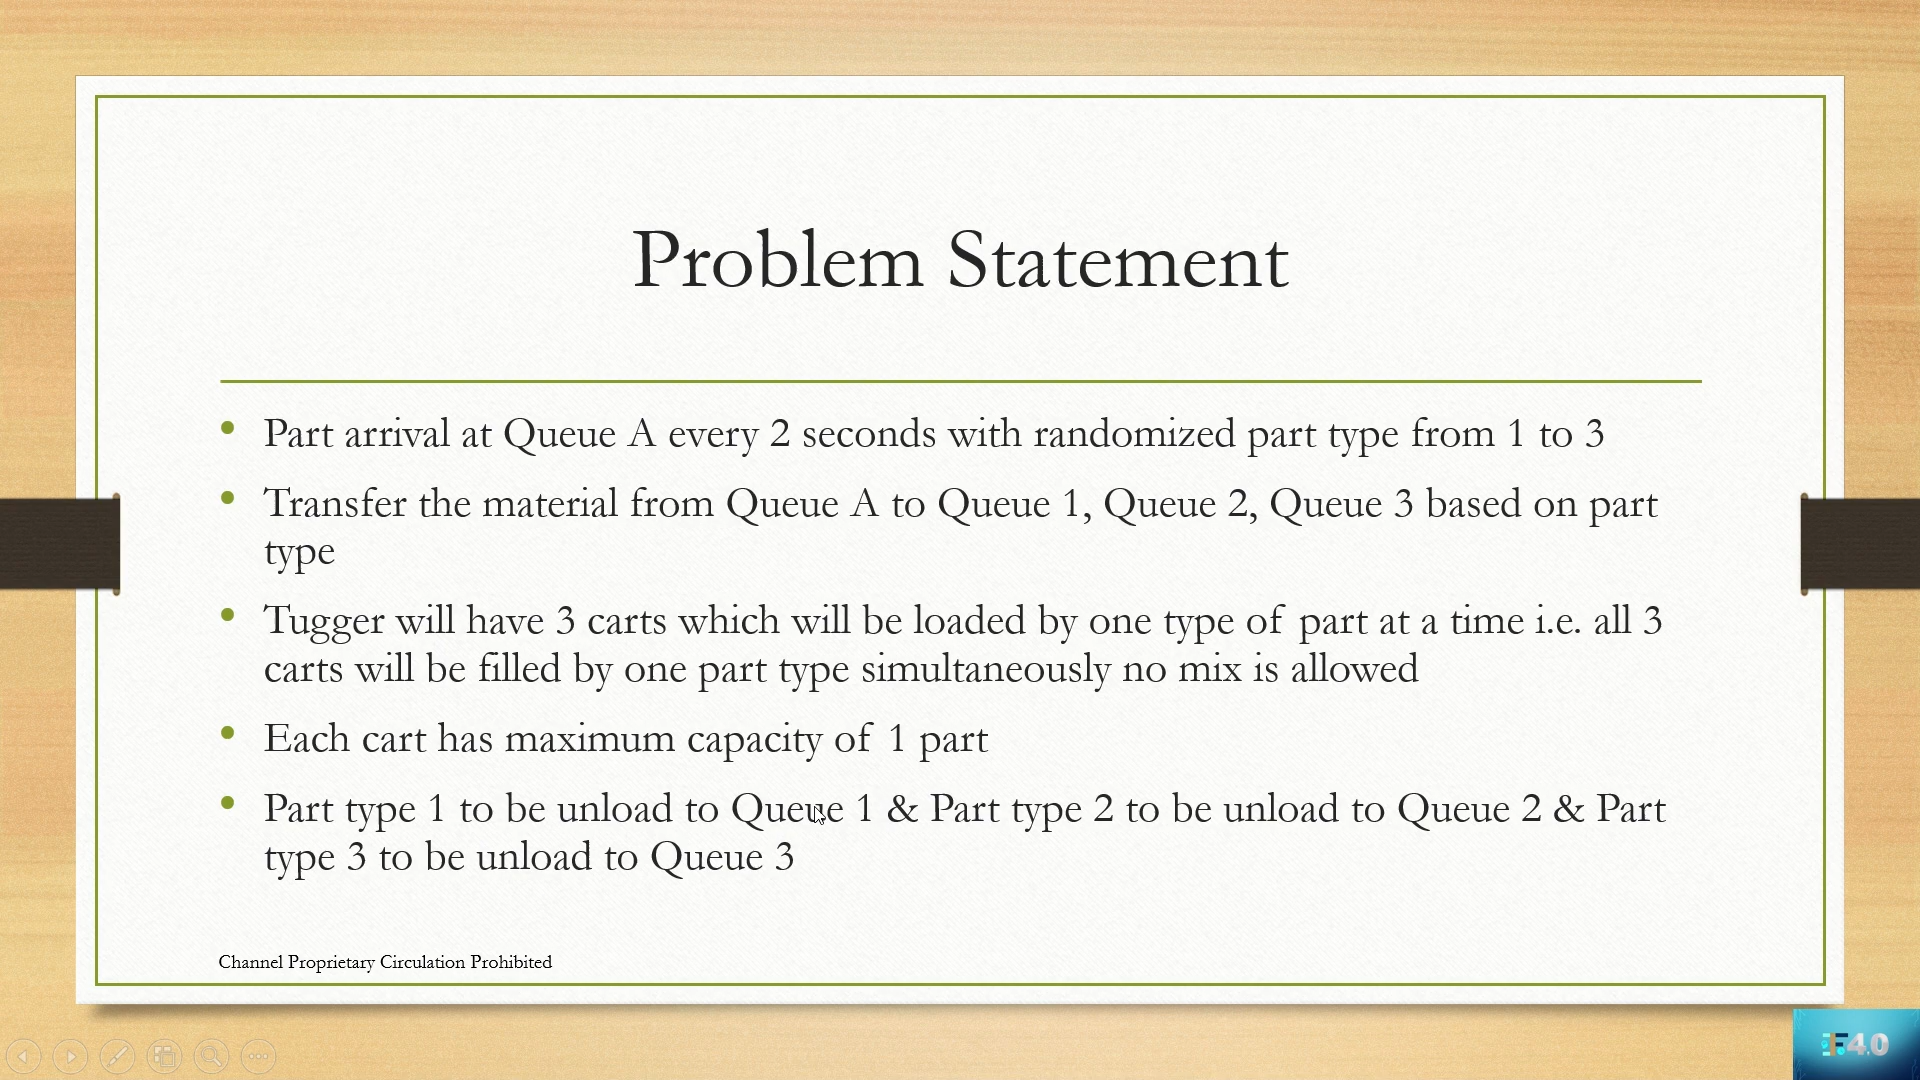 Problem Statement
• Part arrival at Queue A every 2 seconds with randomized part type from 1 to 3
• Transfer the material from Queue A to Queue 1, Queue 2, Queue 3 based on part
type
• Tugger will have 3 carts which will be loaded by one type of part at a time i.e. all 3
carts will be filled by one part type simultaneously no mix is allowed
• Each cart has maximum capacity of 1 part
• Part type 1 to be unload to Queue 1 & Part type 2 to be unload to Queue 2 & Part
type 3 to be unload to Queue 3
Channel Proprietary Circulation Prohibited
F4.0